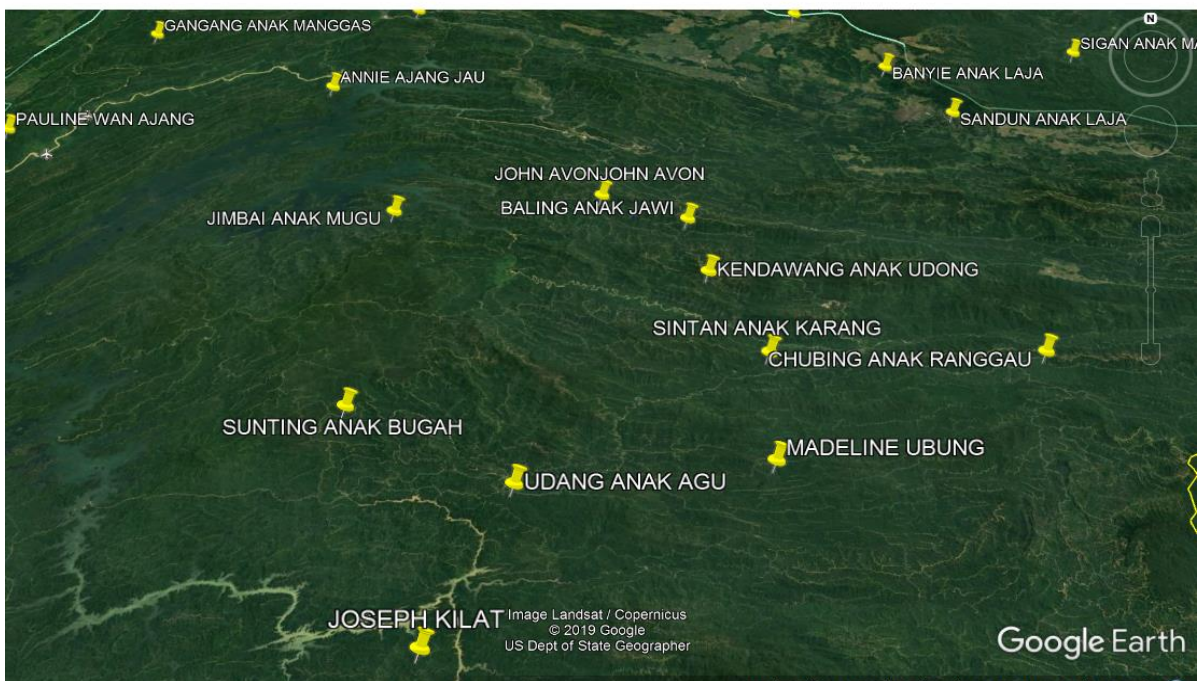 GANGANG ANAK MANGGAS
N
SIGAN ANAK MA
BANYIE ANAK LAJA
ANNIE AJANG JAU
PAULINE WAN AJANG
SANDUN ANAK LAJA
JOHN AVONJOHN AVON
BALING ANAK JAWI
JIMBAI ANAK MUGU
KENDAWANG ANAK UDONG
SINTAN ANAK KARANG
CHUBING ANAK RANGGAU
SUNTING ANAK BUGAH
MADELINE UBUNG
UDANG ANAK AGU
JOSEPH KILAT
Image Landsat / Copernicus
© 2019 Google
US Dept of State Geographer
Google Earth